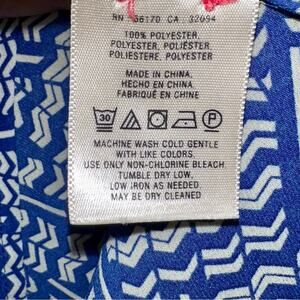 RN 56170 CA 32694
100% POLYESTER,
POLYESTER, POLIÉSTER,
POLIESTERE, POLYESTER
MADE IN CHINA,
HECHO EN CHINA
FABRIQUÉ EN CHINE
30 P
MACHINE WASH COLD GENTLE
WITH LIKE COLORS.
USE ONLY NON-CHLORINE BLEACH.
TUMBLE DRY LOW,
LOW IRON AS NEEDED
MAY BE DRY CLEANED